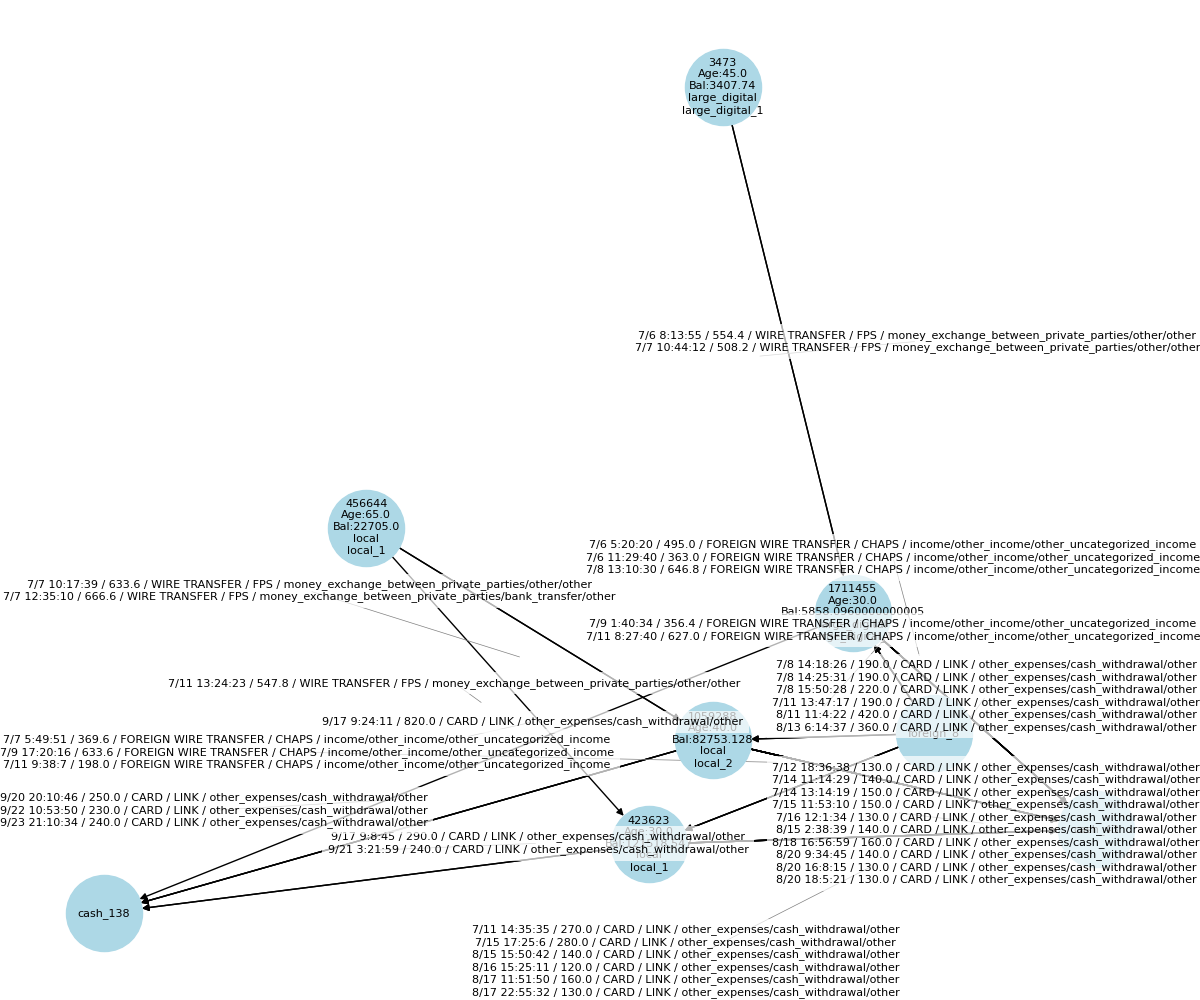 3473
Age:45.0
Bal:3407.74
large_digital
large_digital_1
7/6 8:13:55 / 554.4 / WIRE TRANSFER / FPS / money_exchange_between_private_parties/other/other
7/7 10:44:12 / 508.2 / WIRE TRANSFER / FPS / money_exchange_between_private_parties/other/other
456644
Age:65.0
Bal:22705.0
local
local_1
7/6 5:20:20 / 495.0 / FOREIGN WIRE TRANSFER / CHAPS / income/other_income/other_uncategorized_income
7/6 11:29:40 / 363.0 / FOREIGN WIRE TRANSFER / CHAPS / income/other_income/other_uncategorized_income
7/8 13:10:30 / 646.8 / FOREIGN WIRE TRANSFER / CHAPS / income/other_income/other_uncategorized_income
7/7 10:17:39 / 633.6 / WIRE TRANSFER / FPS / money_exchange_between_private_parties/other/other
7/7 12:35:10 / 666.6 / WIRE TRANSFER / FPS / money_exchange_between_private_parties/bank_transfer/other
1711455
Age:30.0
Bal:5858.0960000000005
7/9 1:40:34 / 356.4 / FOREIGN WIRE TRANSFER / CHAPS / income/other_income/other_uncategorized_income
7/11 8:27:40 / 627.0 / FOREIGN WIRE TRANSFER / CHAPS / income/other_income/other_uncategorized_income
7/8 14:18:26 / 190.0 / CARD / LINK / other_expenses/cash_withdrawal/other
7/8 14:25:31 / 190.0 / CARD / LINK / other_expenses/cash_withdrawal/other
7/8 15:50:28 / 220.0 / CARD / LINK / other_expenses/cash_withdrawal/other
7/11 13:47:17 / 190.0 / CARD / LINK / other_expenses/cash_withdrawal/other
8/11 11:4:22 / 420.0 / CARD / LINK / other_expenses/cash_withdrawal/other
8/13 6:14:37 / 360.0 / CARD / LINK / other_expenses/cash_withdrawal/other
foreign_8
7/11 13:24:23 / 547.8 / WIRE TRANSFER / FPS / money_exchange_between_private_parties/other/other
9/17 9:24:11 / 820.0 / CARD / LINK / other_expenses/cash_withdrawal/other
1059288
Age:40.0
Bal:82753.128
local
local_2
7/7 5:49:51 / 369.6 / FOREIGN WIRE TRANSFER / CHAPS / income/other_income/other_uncategorized_income
7/9 17:20:16 / 633.6 / FOREIGN WIRE TRANSFER / CHAPS / income/other_income/other_uncategorized_income
7/11 9:38:7 / 198.0 / FOREIGN WIRE TRANSFER / CHAPS / income/other_income/other_uncategorized_income
7/12 18:36:38 / 130.0 / CARD / LINK / other_expenses/cash_withdrawal/other
7/14 11:14:29 / 140.0 / CARD / LINK / other_expenses/cash_withdrawal/other
7/14 13:14:19 / 150.0 / CARD / LINK / other_expenses/cash_withdrawal/other
7/15 11:53:10 / 150.0 / CARD / LINK / other_expenses/cash_withdrawal/other
7/16 12:1:34 / 130.0 / CARD / LINK / other_expenses/cash_withdrawal/other
8/15 2:38:39 / 140.0 / CARD / LINK / other_expenses/cash_withdrawal/other
8/18 16:56:59 / 160.0 / CARD / LINK / other_expenses/cash_withdrawal/other
8/20 9:34:45 / 140.0 / CARD / LINK / other_expenses/cash_withdrawal/other
8/20 16:8:15 / 130.0 / CARD / LINK / other_expenses/cash_withdrawal/other
8/20 18:5:21 / 130.0 / CARD / LINK / other_expenses/cash_withdrawal/other
9/20 20:10:46 / 250.0 / CARD / LINK / other_expenses/cash_withdrawal/other
9/22 10:53:50 / 230.0 / CARD / LINK / other_expenses/cash_withdrawal/other
9/23 21:10:34 / 240.0 / CARD / LINK / other_expenses/cash_withdrawal/other
423623
Age:30.0
local
local_1
9/17 9:8:45 / 290.0 / CARD / LINK / other_expenses/cash_withdrawal/other
9/21 3:21:59 / 240.0 / CARD / LINK / other_expenses/cash_withdrawal/other
cash_138
7/11 14:35:35 / 270.0 / CARD / LINK / other_expenses/cash_withdrawal/other
7/15 17:25:6 / 280.0 / CARD / LINK / other_expenses/cash_withdrawal/other
8/15 15:50:42 / 140.0 / CARD / LINK / other_expenses/cash_withdrawal/other
8/16 15:25:11 / 120.0 / CARD / LINK / other_expenses/cash_withdrawal/other
8/17 11:51:50 / 160.0 / CARD / LINK / other_expenses/cash_withdrawal/other
8/17 22:55:32 / 130.0 / CARD / LINK / other_expenses/cash_withdrawal/other